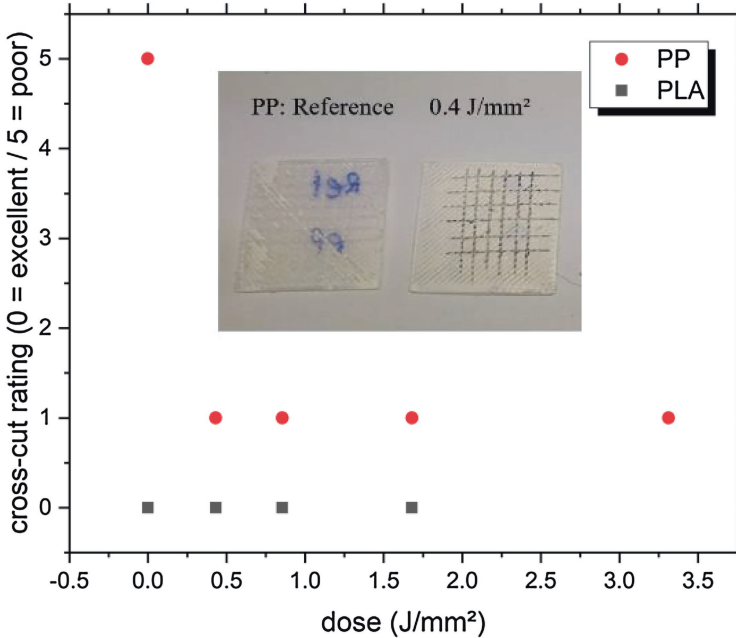 cross-cut rating (0 = excellent / 5 = poor)
5
4
3
2
1
0
PP
PLA
PP: Reference 0.4 J/mm²
-0.5 0.0 0.5 1.0 1.5 2.0 2.5 3.0 3.5
dose (J/mm²)